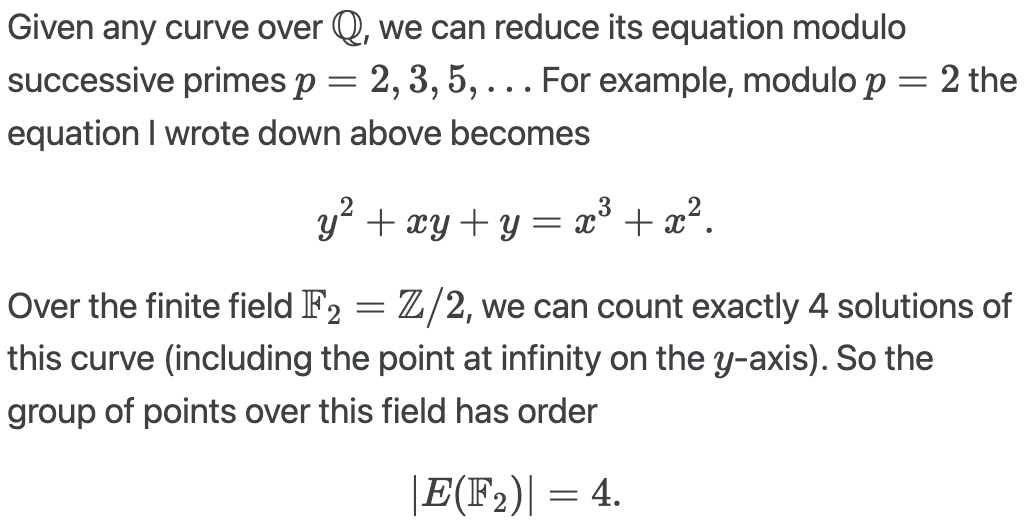 Given any curve over ℚ, we can reduce its equation modulo
successive primes p = 2, 3, 5, . . . For example, modulo p = 2 the
equation I wrote down above becomes
y² + xy + y = x³ + x².
Over the finite field 𝔽₂ = ℤ/2, we can count exactly 4 solutions of
this curve (including the point at infinity on the y-axis). So the
group of points over this field has order
|E(𝔽₂)| = 4.